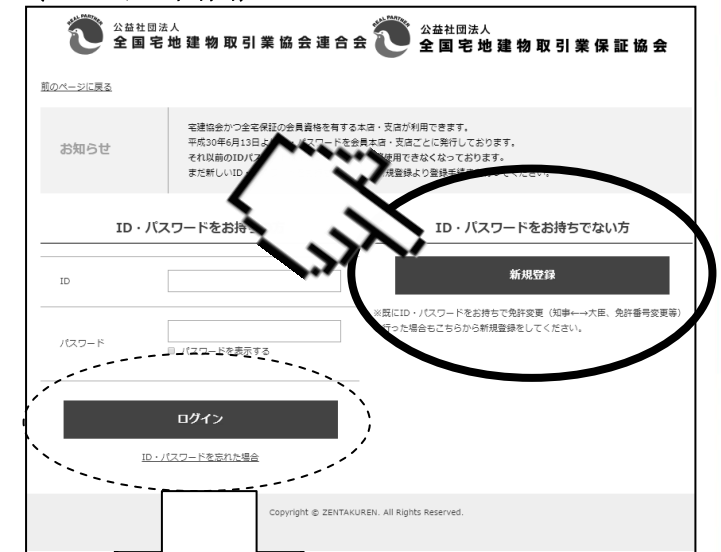 REAL PARTNER
公益社団法人
全国宅地建物取引業協会連合会
REAL PARTNER
公益社団法人
全国宅地建物取引業保証協会
前のページに戻る
お知らせ
宅建協会かつ全宅保証の会員資格を有する本店・支店が利用できます。
平成30年6月13日よ パスワードを会員本店・支店ごとに発行しております。
それ以前のIDパス 使用できなくなっております。
まだ新しいID 規登録より登録手続 ください。
ID・パスワードをお持
ID
パスワード
パスワードを表示する
ログイン
ID・パスワードを忘れた場合
ID・パスワードをお持ちでない方
新規登録
※既にID・パスワードをお持ちで免許変更（知事←→大臣、免許番号変更等）
行った場合もこちらから新規登録をしてください。
Copyright © ZENTAKUREN. All Rights Reserved.